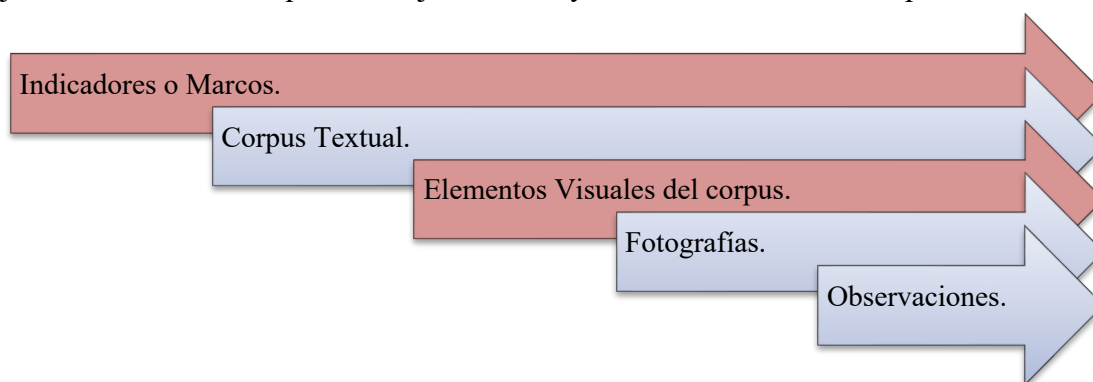 Indicadores o Marcos.
Corpus Textual.
Elementos Visuales del corpus.
Fotografías.
Observaciones.